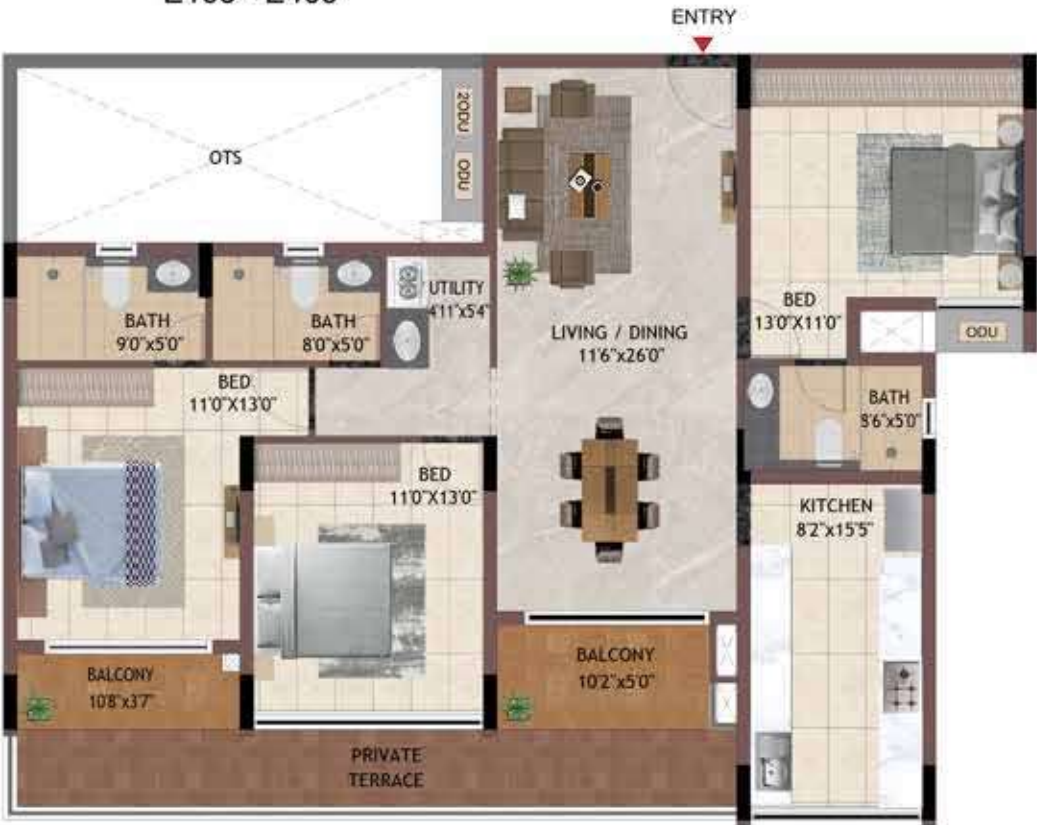 ENTRY
2ODU
ODU
OTS
UTILITY
4'11"x5'4"
BATH
9'0"x5'0"
BATH
8'0"x5'0"
LIVING / DINING
11'6"x26'0"
BED
13'0"X11'0"
ODU
BED
11'0"X13'0"
BATH
8'6"x5'0"
BED
11'0"X13'0"
KITCHEN
8'2"x15'5"
BALCONY
10'8"x3'7"
BALCONY
10'2"x5'0"
PRIVATE
TERRACE